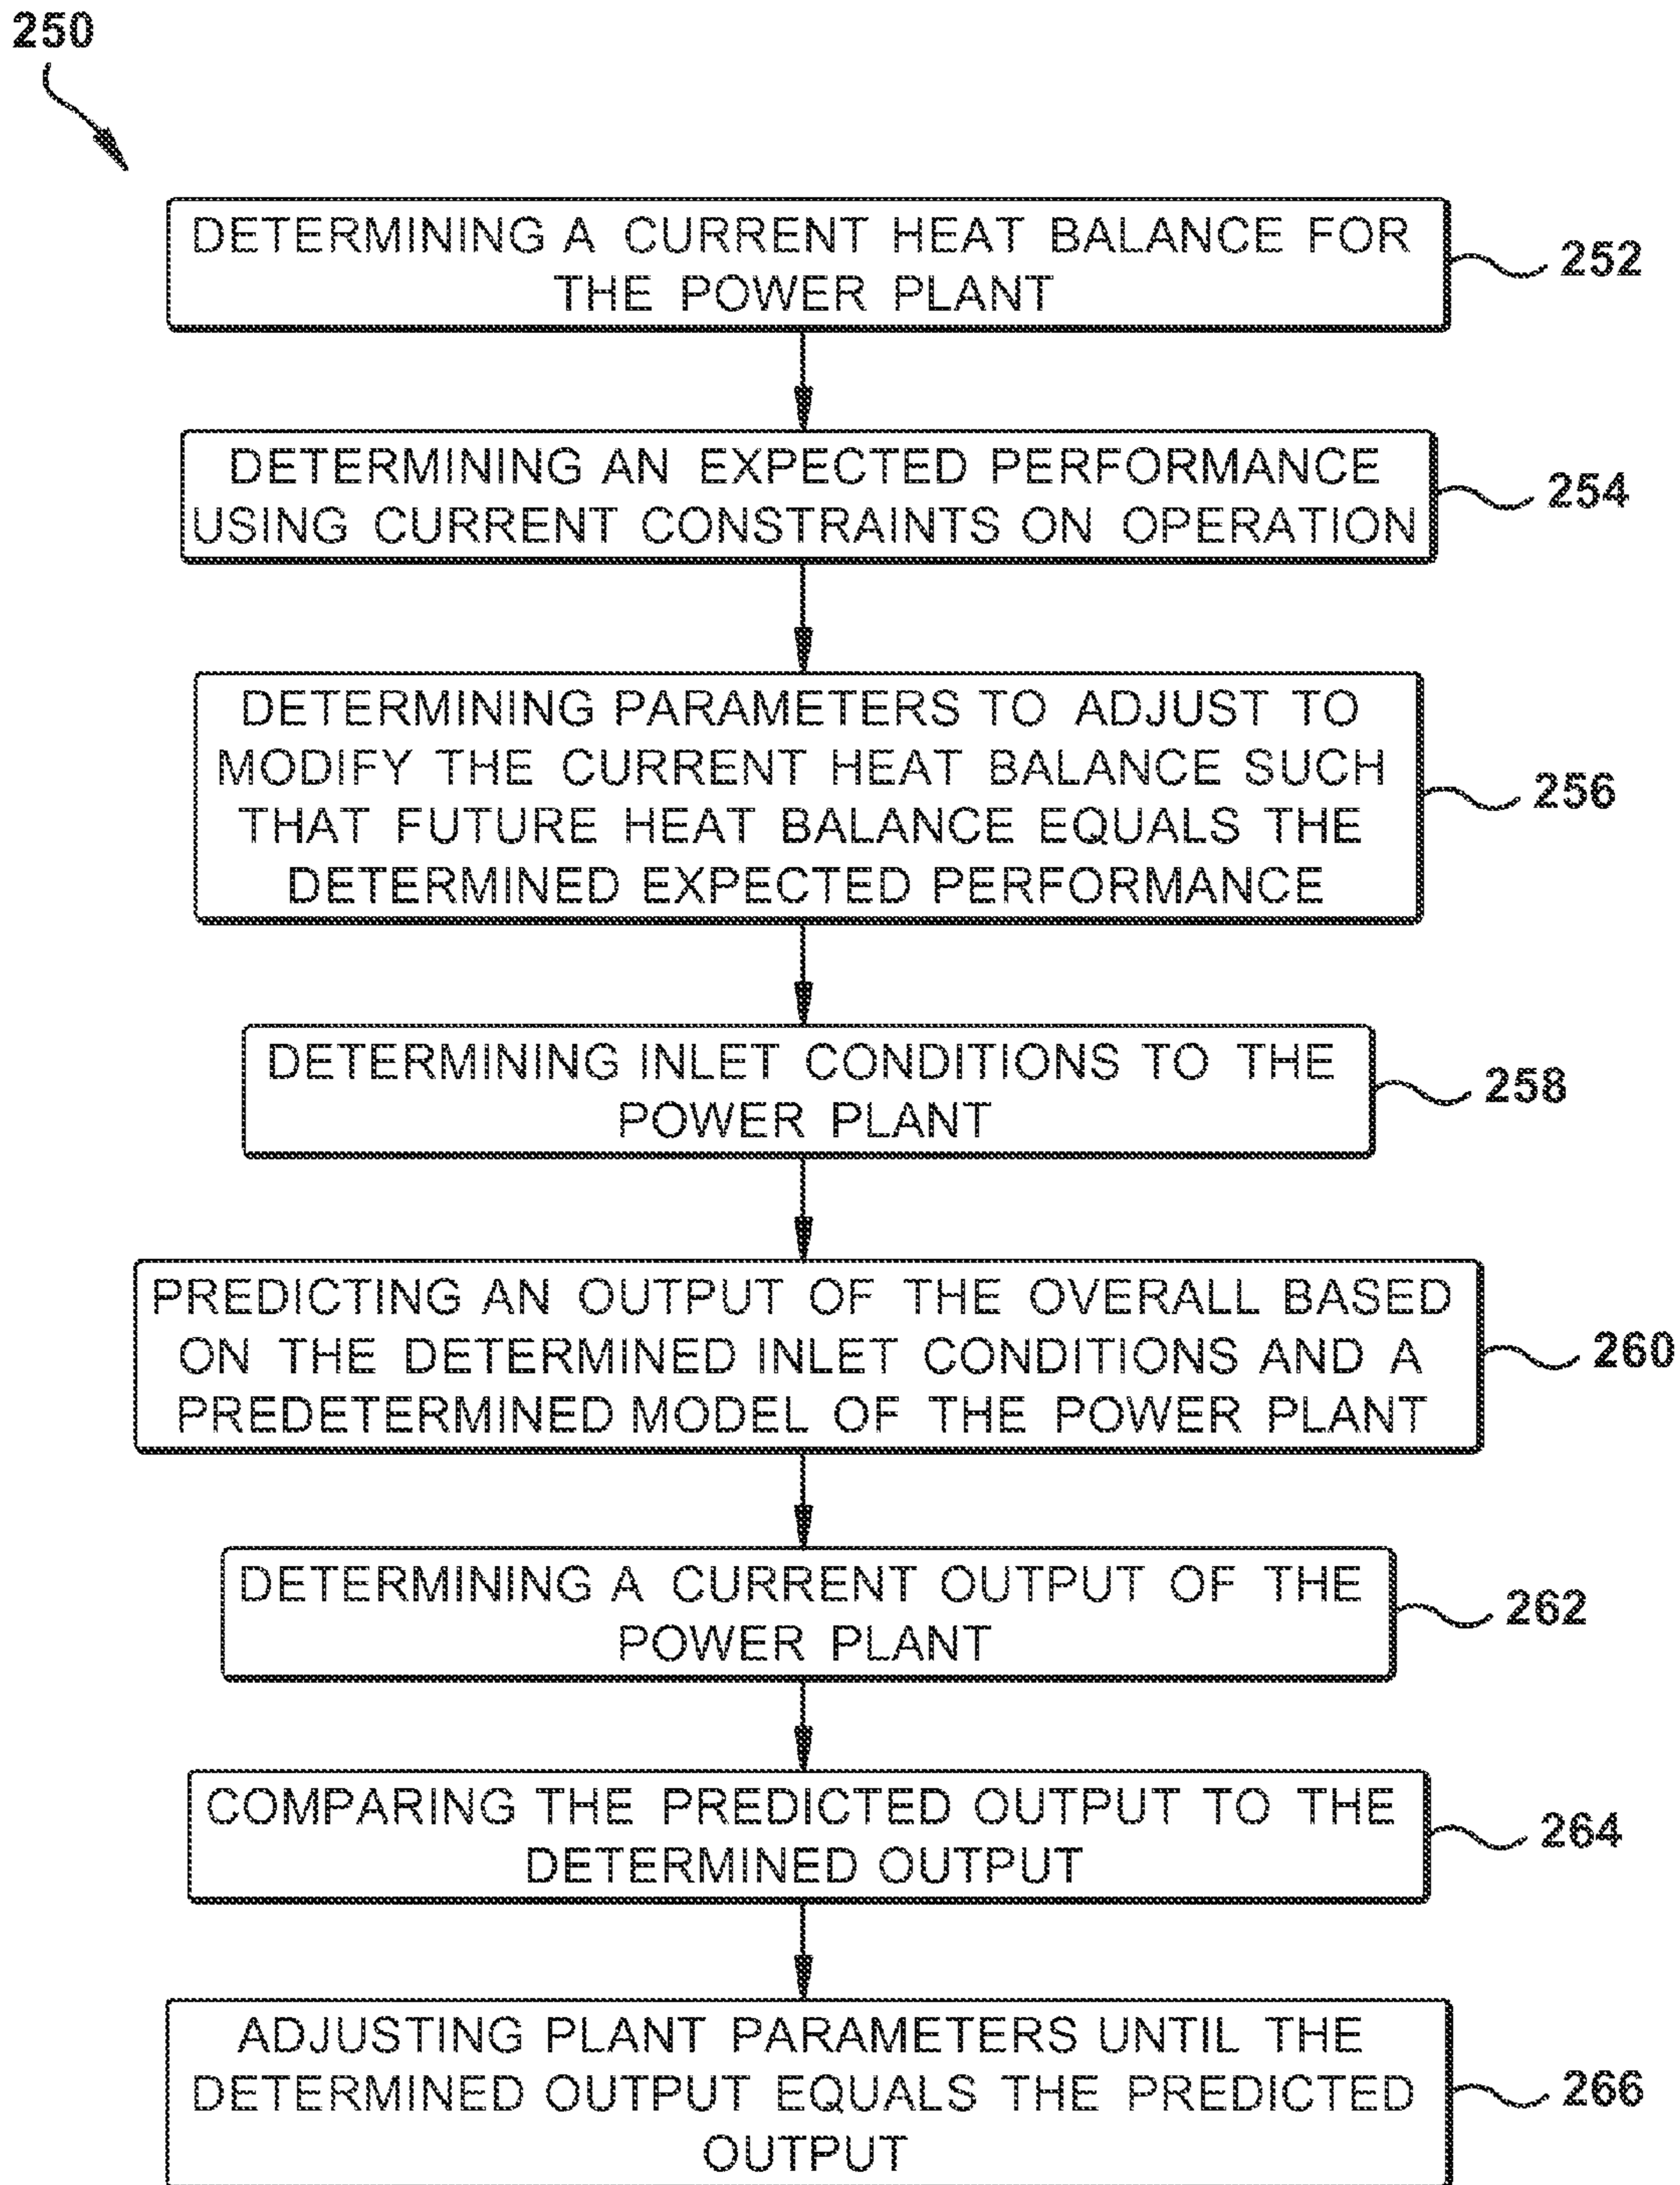 250
DETERMINING A CURRENT HEAT BALANCE FOR
THE POWER PLANT
252
DETERMINING AN EXPECTED PERFORMANCE
USING CURRENT CONSTRAINTS ON OPERATION
254
DETERMINING PARAMETERS TO ADJUST TO
MODIFY THE CURRENT HEAT BALANCE SUCH
THAT FUTURE HEAT BALANCE EQUALS THE
DETERMINED EXPECTED PERFORMANCE
256
DETERMINING INLET CONDITIONS TO THE
POWER PLANT
258
PREDICTING AN OUTPUT OF THE OVERALL BASED
ON THE DETERMINED INLET CONDITIONS AND A
PREDETERMINED MODEL OF THE POWER PLANT
260
DETERMINING A CURRENT OUTPUT OF THE
POWER PLANT
262
COMPARING THE PREDICTED OUTPUT TO THE
DETERMINED OUTPUT
264
ADJUSTING PLANT PARAMETERS UNTIL THE
DETERMINED OUTPUT EQUALS THE PREDICTED
OUTPUT
266